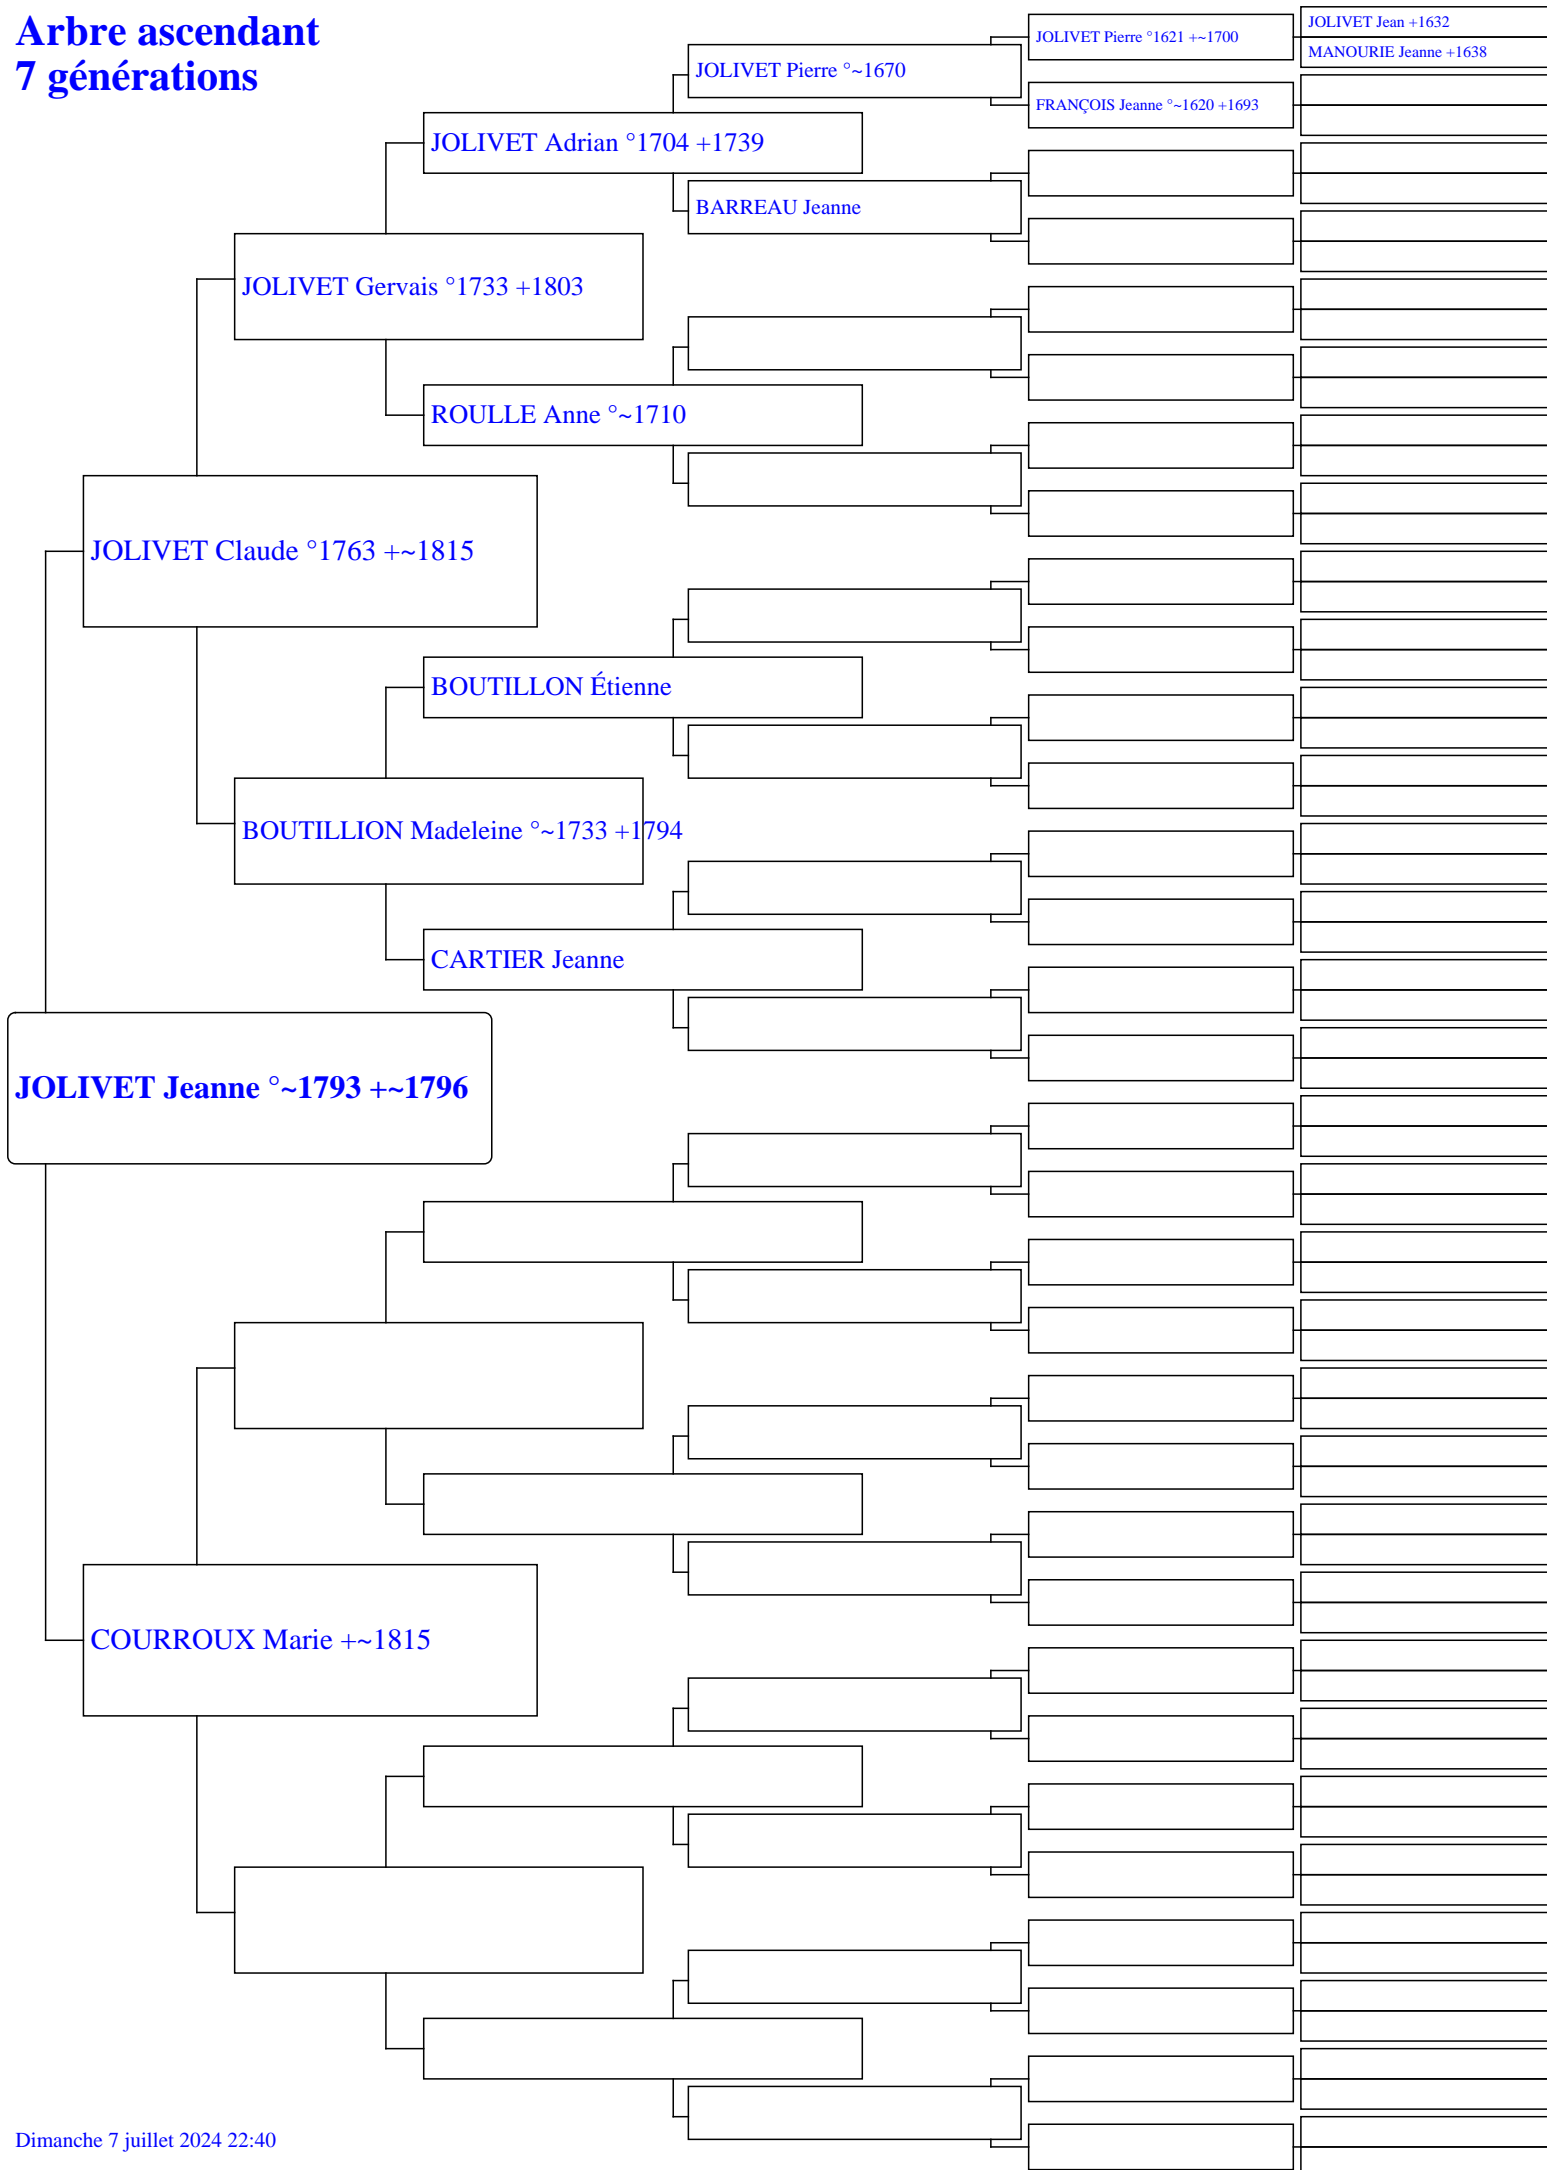 Arbre ascendant
7 générations
JOLIVET Jean +1632
JOLIVET Pierre °1621 +~1700
MANOURIE Jeanne +1638
JOLIVET Pierre °~1670
FRANÇOIS Jeanne °~1620 +1693
JOLIVET Adrian °1704 +1739
BARREAU Jeanne
JOLIVET Gervais °1733 +1803
ROULLE Anne °~1710
JOLIVET Claude °1763 +~1815
BOUTILLON Étienne
BOUTILLION Madeleine °~1733 +1794
CARTIER Jeanne
JOLIVET Jeanne °~1793 +~1796
COURROUX Marie +~1815
Dimanche 7 juillet 2024 22:40